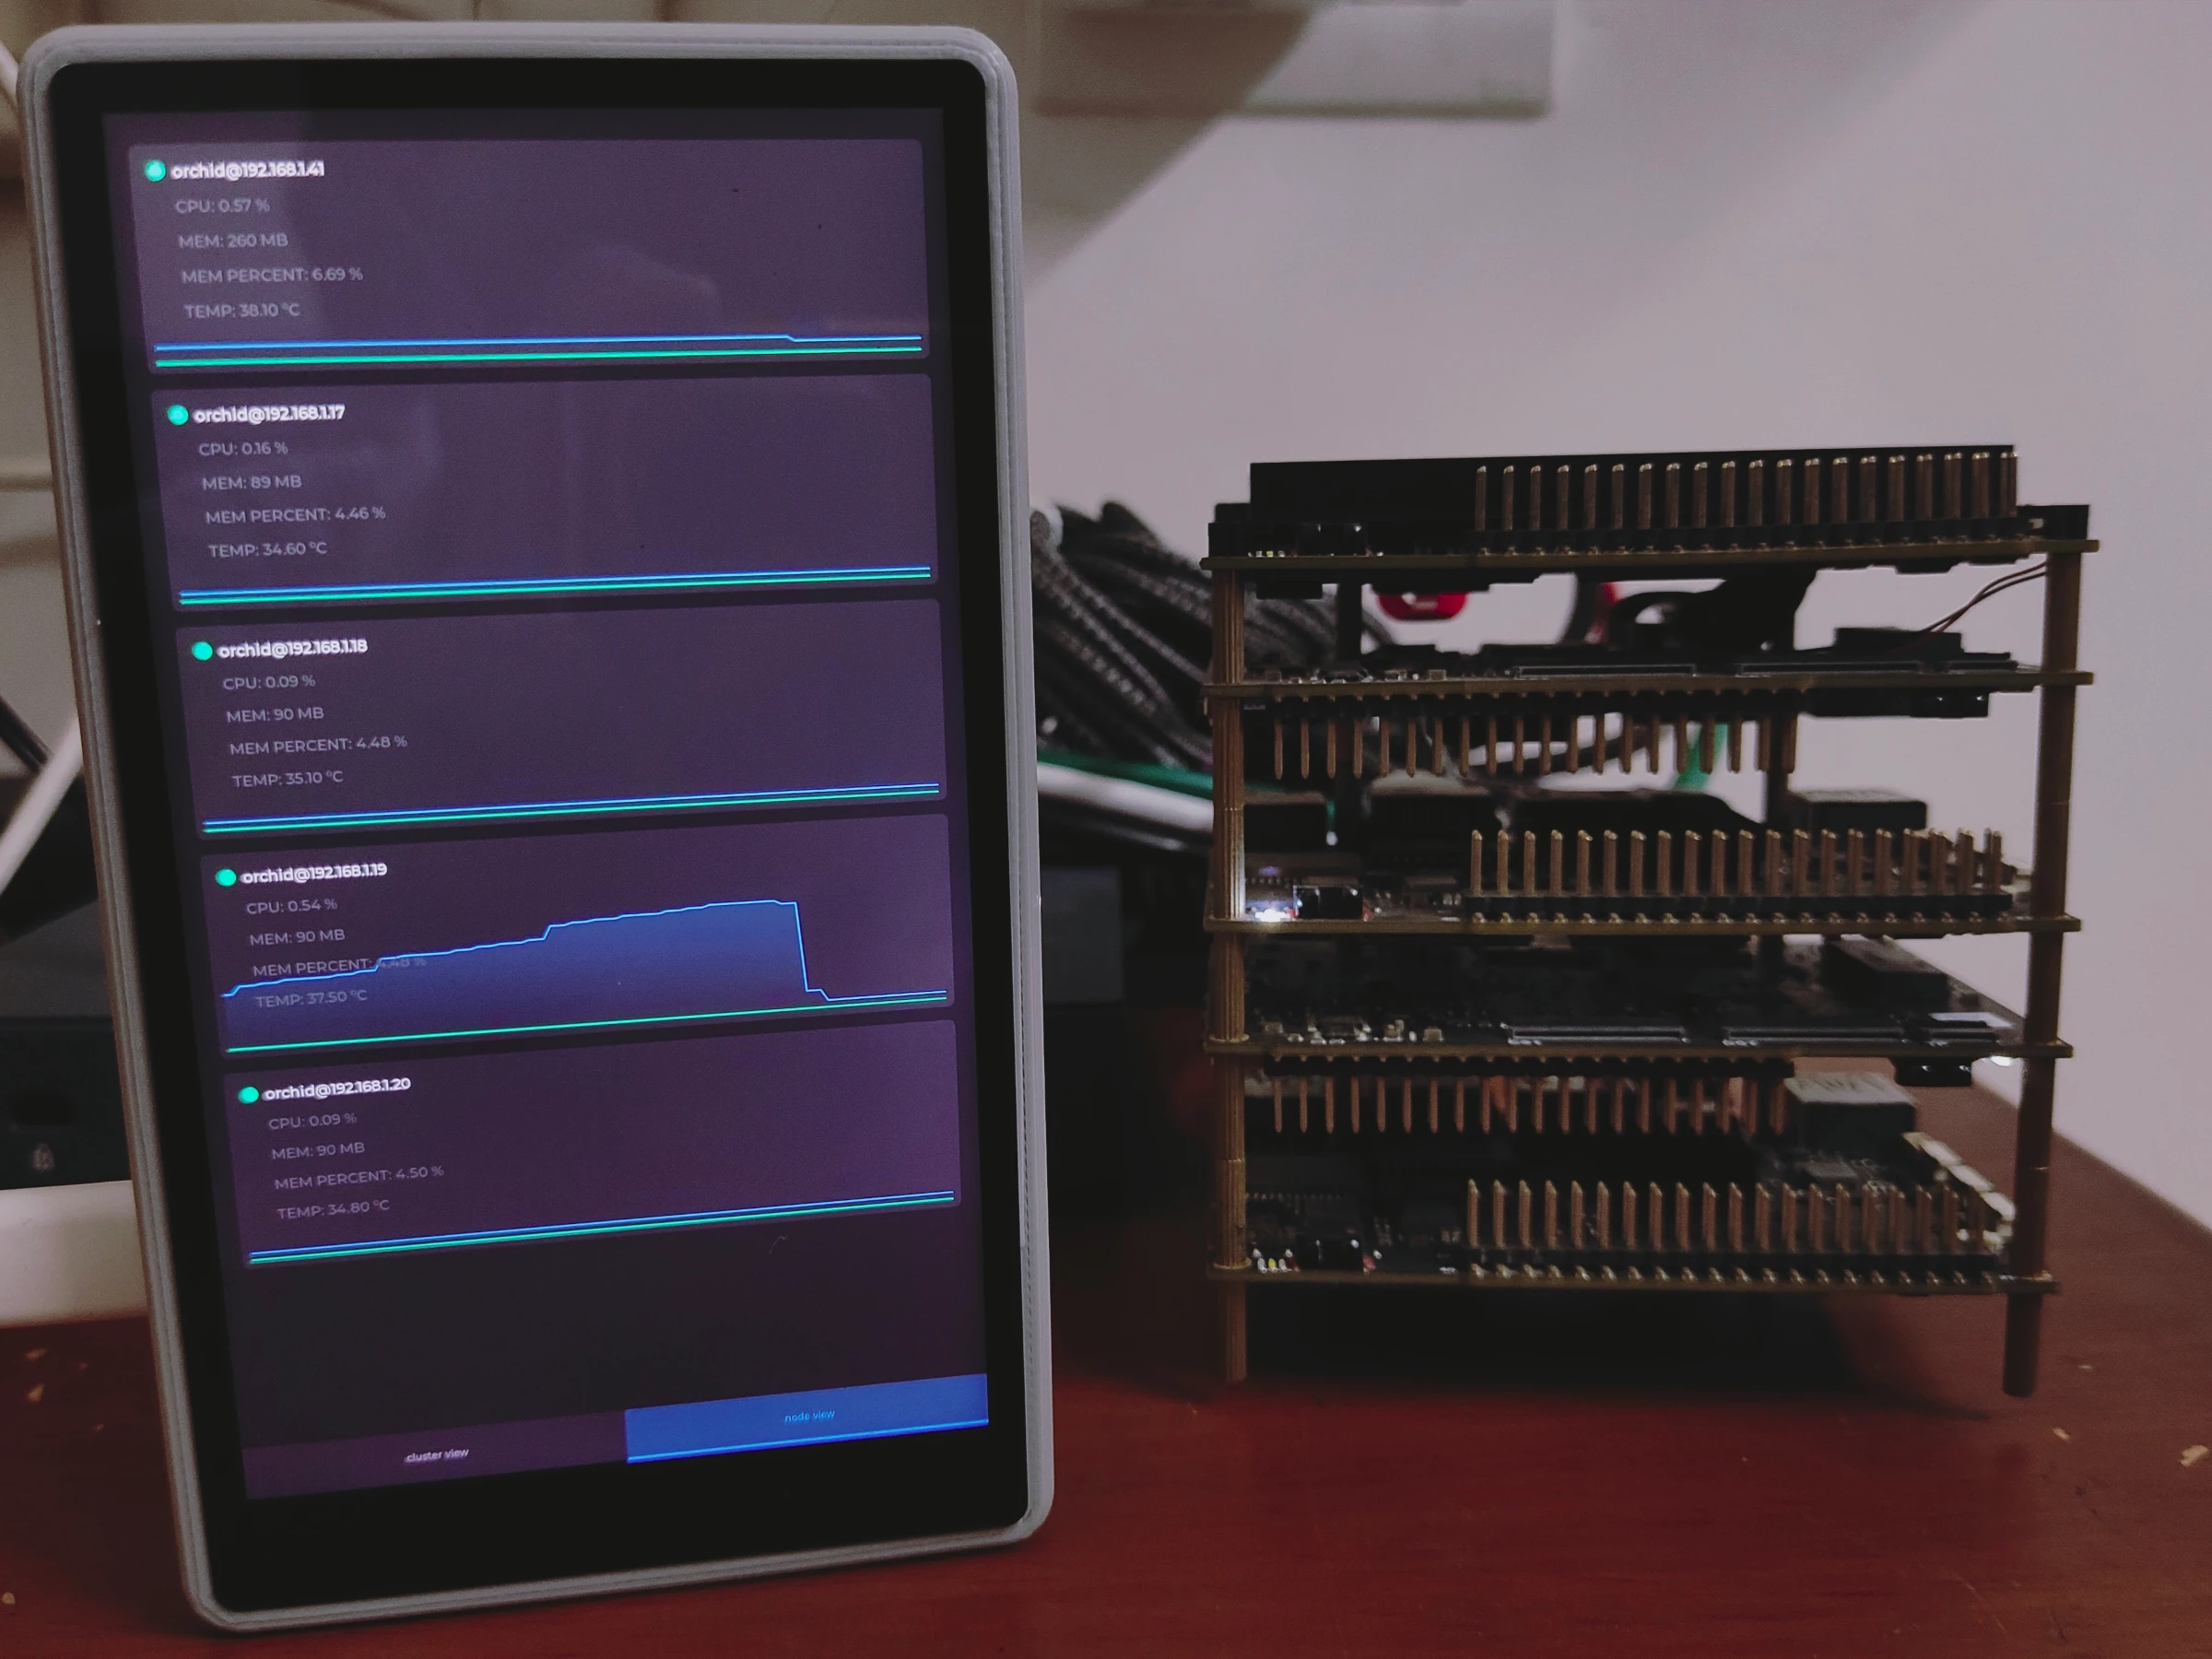 orchid@192.168.1.41
CPU: 0.57 %
MEM: 260 MB
MEM PERCENT: 6.69 %
TEMP: 38.10 °C
orchid@192.168.1.17
CPU: 0.16 %
MEM: 89 MB
MEM PERCENT: 4.46 %
TEMP: 34.60 °C
orchid@192.168.1.18
CPU: 0.09 %
MEM: 90 MB
MEM PERCENT: 4.48 %
TEMP: 35.10 °C
orchid@192.168.1.19
CPU: 0.54 %
MEM: 90 MB
MEM PERCENT: 4.48 %
TEMP: 37.50 °C
orchid@192.168.1.20
CPU: 0.09 %
MEM: 90 MB
MEM PERCENT: 4.50 %
TEMP: 34.80 °C
cluster view
node view